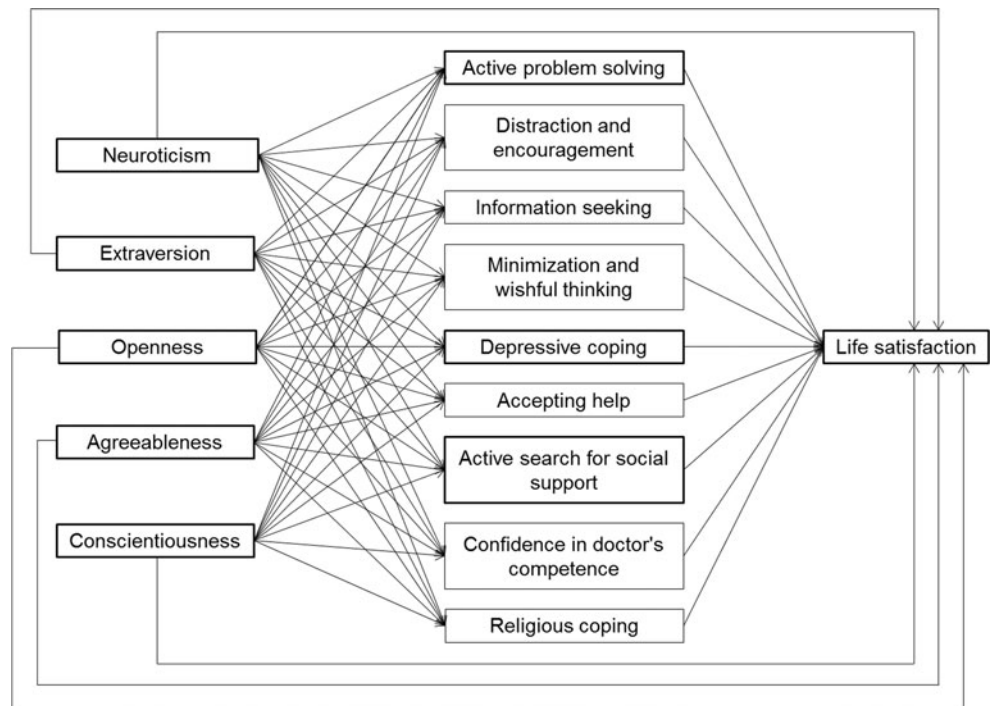 Neuroticism
Extraversion
Openness
Agreeableness
Conscientiousness
Active problem solving
Distraction and
encouragement
Information seeking
Minimization and
wishful thinking
Depressive coping
Accepting help
Active search for social
support
Confidence in doctor's
competence
Religious coping
Life satisfaction